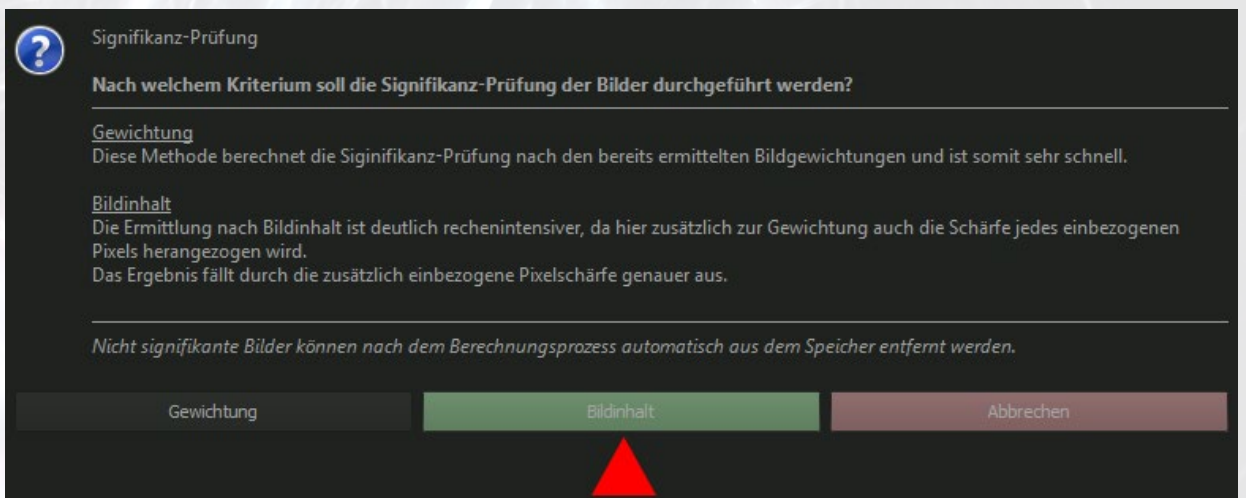 Signifikanz-Prüfung
Nach welchem Kriterium soll die Signifikanz-Prüfung der Bilder durchgeführt werden?
Gewichtung
Diese Methode berechnet die Siginifikanz-Prüfung nach den bereits ermittelten Bildgewichtungen und ist somit sehr schnell.
Bildinhalt
Die Ermittlung nach Bildinhalt ist deutlich rechenintensiver, da hier zusätzlich zur Gewichtung auch die Schärfe jedes einbezogenen
Pixels herangezogen wird.
Das Ergebnis fällt durch die zusätzlich einbezogene Pixelschärfe genauer aus.
Nicht signifikante Bilder können nach dem Berechnungsprozess automatisch aus dem Speicher entfernt werden.
Gewichtung Bildinhalt Abbrechen